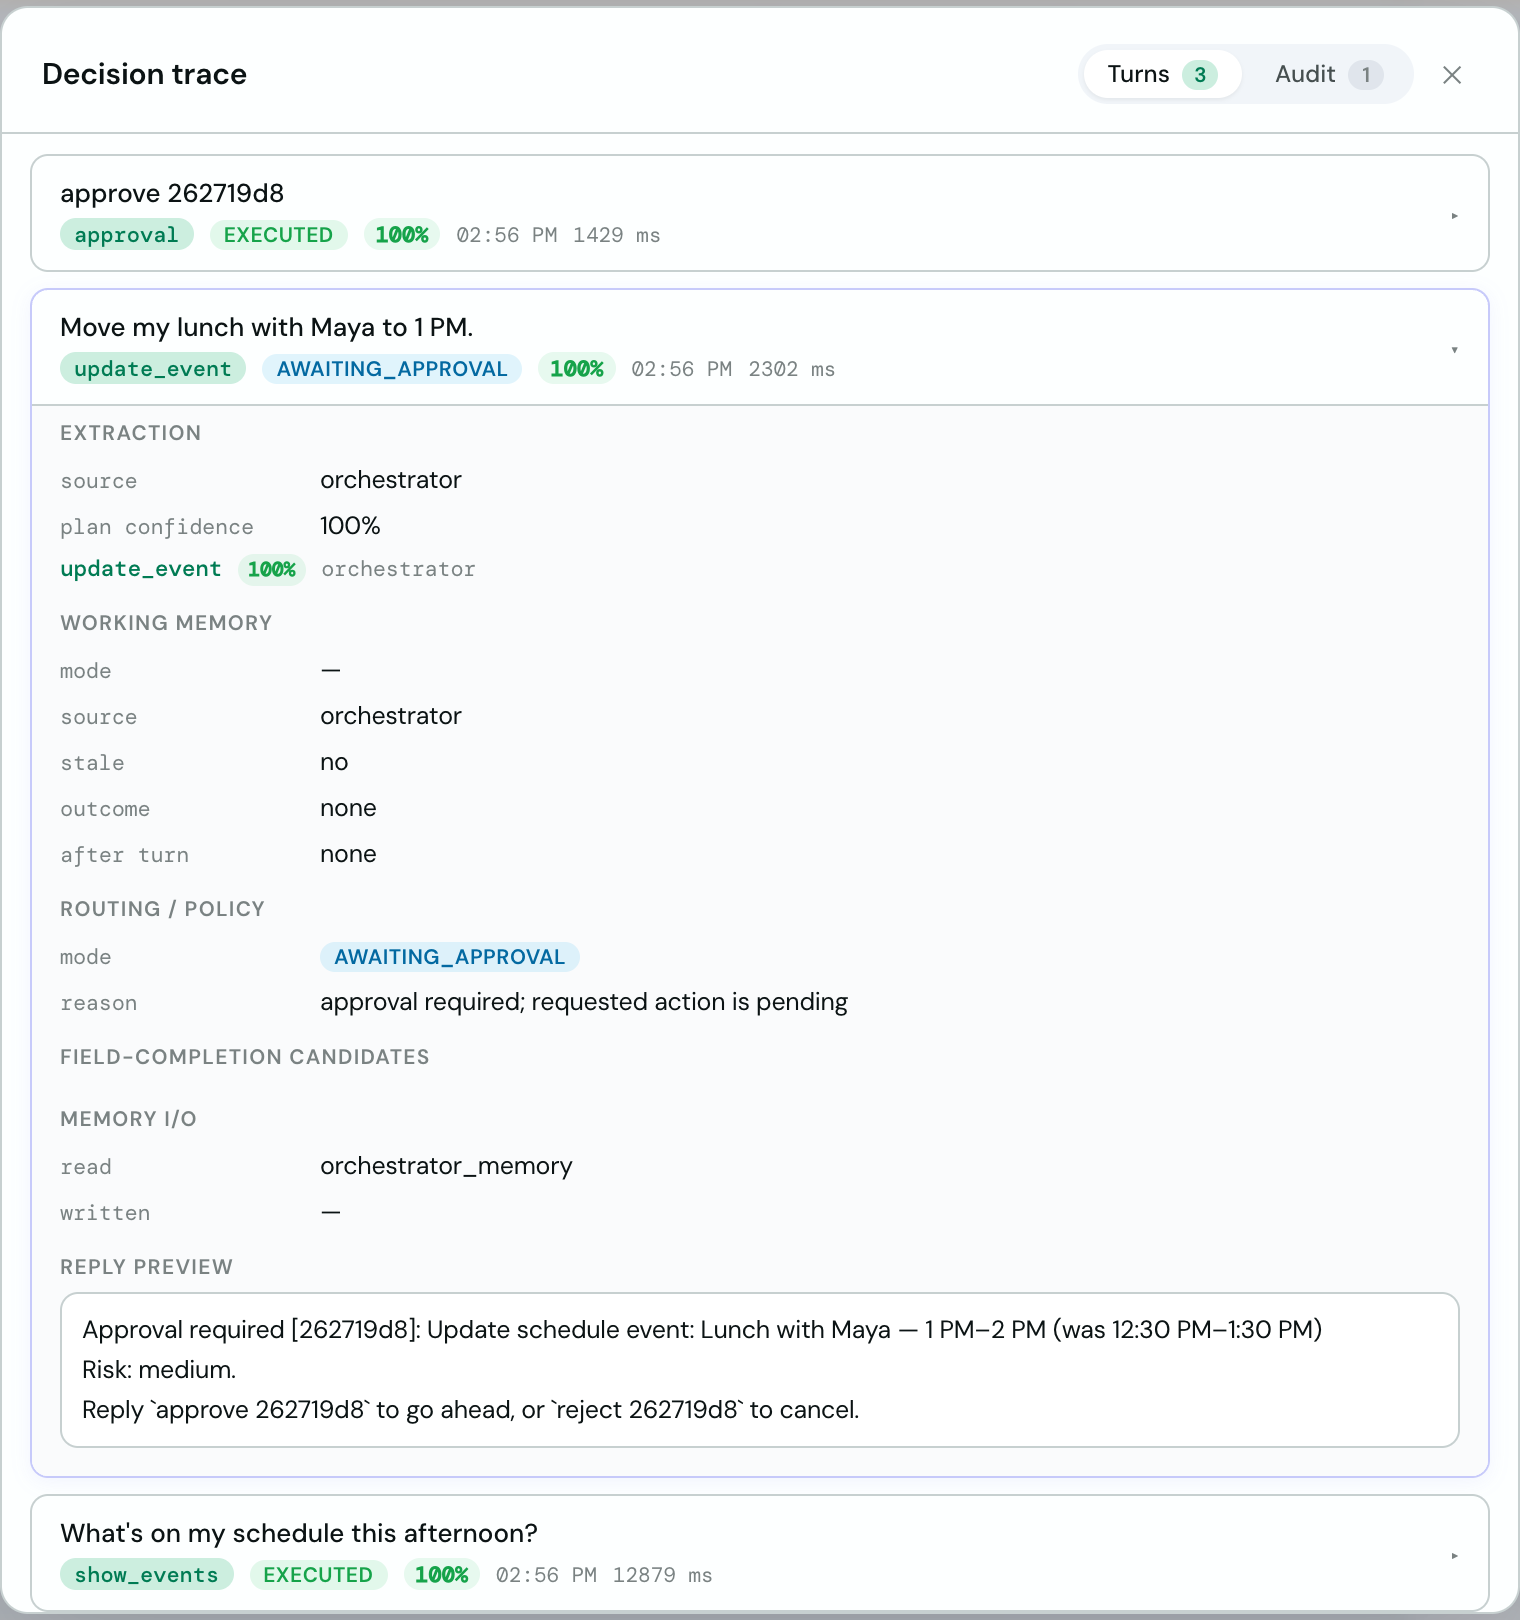 Decision trace
Turns 3
Audit 1
approve 262719d8
approval EXECUTED 100% 02:56 PM 1429 ms
Move my lunch with Maya to 1 PM.
update_event AWAITING_APPROVAL 100% 02:56 PM 2302 ms
EXTRACTION
source orchestrator
plan confidence 100%
update_event 100% orchestrator
WORKING MEMORY
mode —
source orchestrator
stale no
outcome none
after turn none
ROUTING / POLICY
mode AWAITING_APPROVAL
reason approval required; requested action is pending
FIELD-COMPLETION CANDIDATES
MEMORY I/O
read orchestrator_memory
written —
REPLY PREVIEW
Approval required [262719d8]: Update schedule event: Lunch with Maya — 1 PM–2 PM (was 12:30 PM–1:30 PM)
Risk: medium.
Reply `approve 262719d8` to go ahead, or `reject 262719d8` to cancel.
What's on my schedule this afternoon?
show_events EXECUTED 100% 02:56 PM 12879 ms